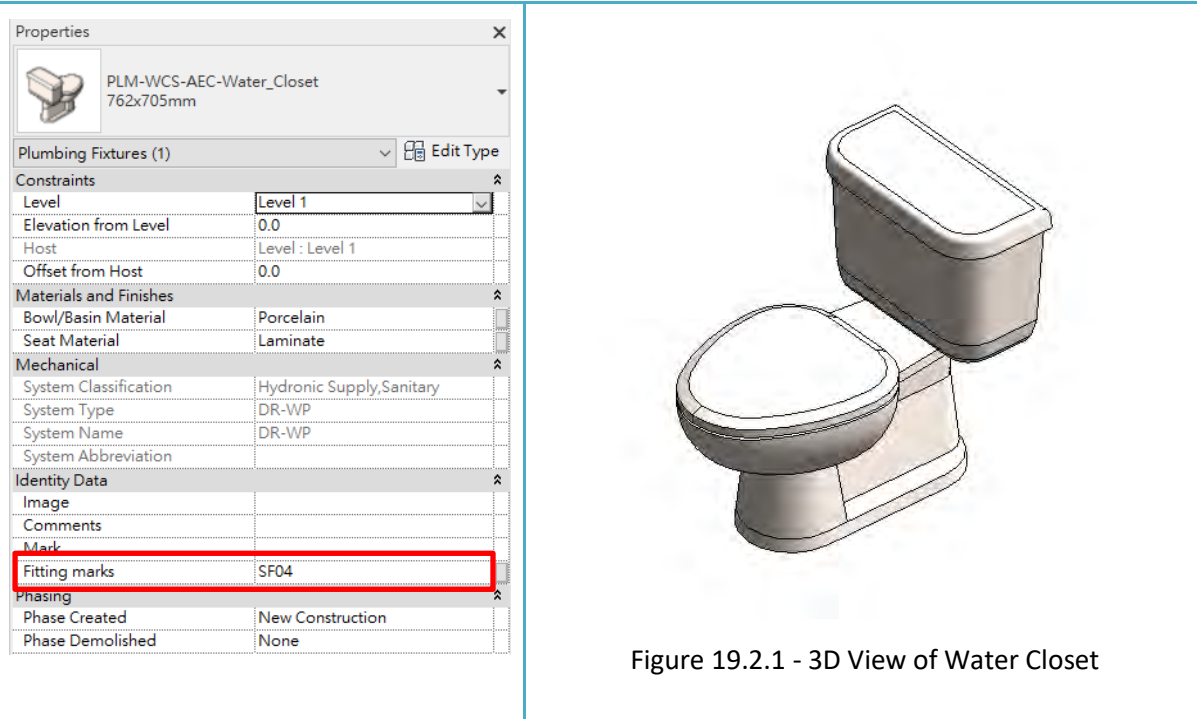 Properties
PLM-WCS-AEC-Water_Closet
762x705mm
Plumbing Fixtures (1) Edit Type
Constraints
Level Level 1
Elevation from Level 0.0
Host Level : Level 1
Offset from Host 0.0
Materials and Finishes
Bowl/Basin Material Porcelain
Seat Material Laminate
Mechanical
System Classification Hydronic Supply,Sanitary
System Type DR-WP
System Name DR-WP
System Abbreviation
Identity Data
Image
Comments
Mark
Fitting marks SF04
Phasing
Phase Created New Construction
Phase Demolished None
Figure 19.2.1 - 3D View of Water Closet